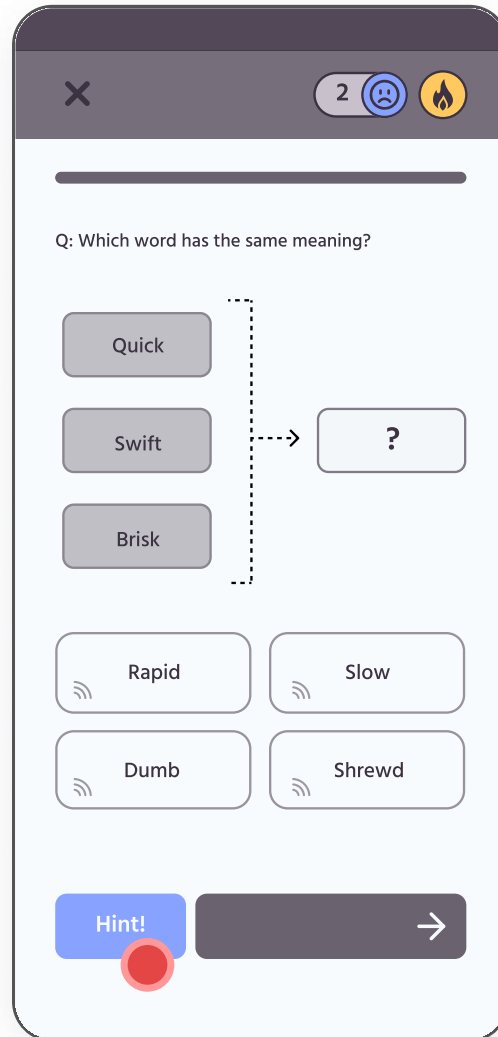 2
Q: Which word has the same meaning?
Quick
Swift
?
Brisk
Rapid
Slow
Dumb
Shrewd
Hint!